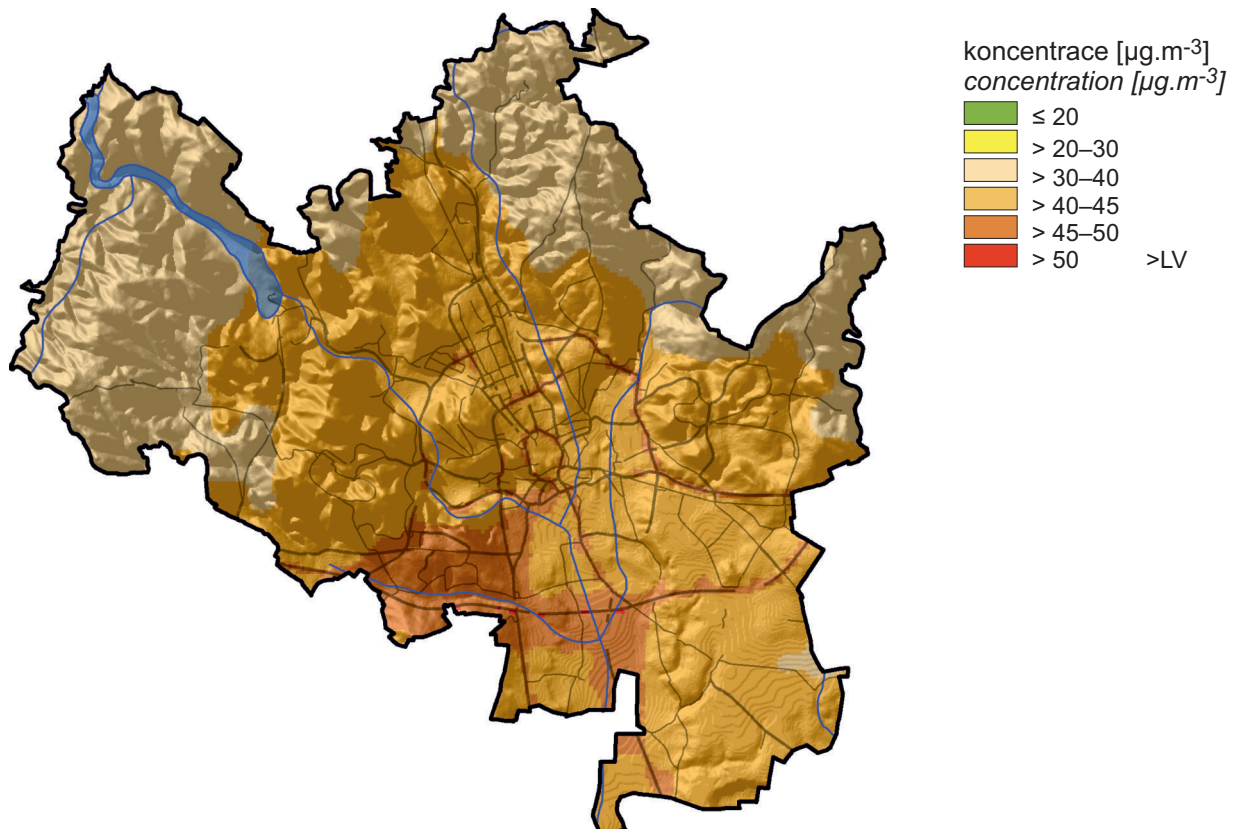 koncentrace [µg.m-3]
concentration [µg.m-3]
≤ 20
> 20–30
> 30–40
> 40–45
> 45–50
> 50 >LV